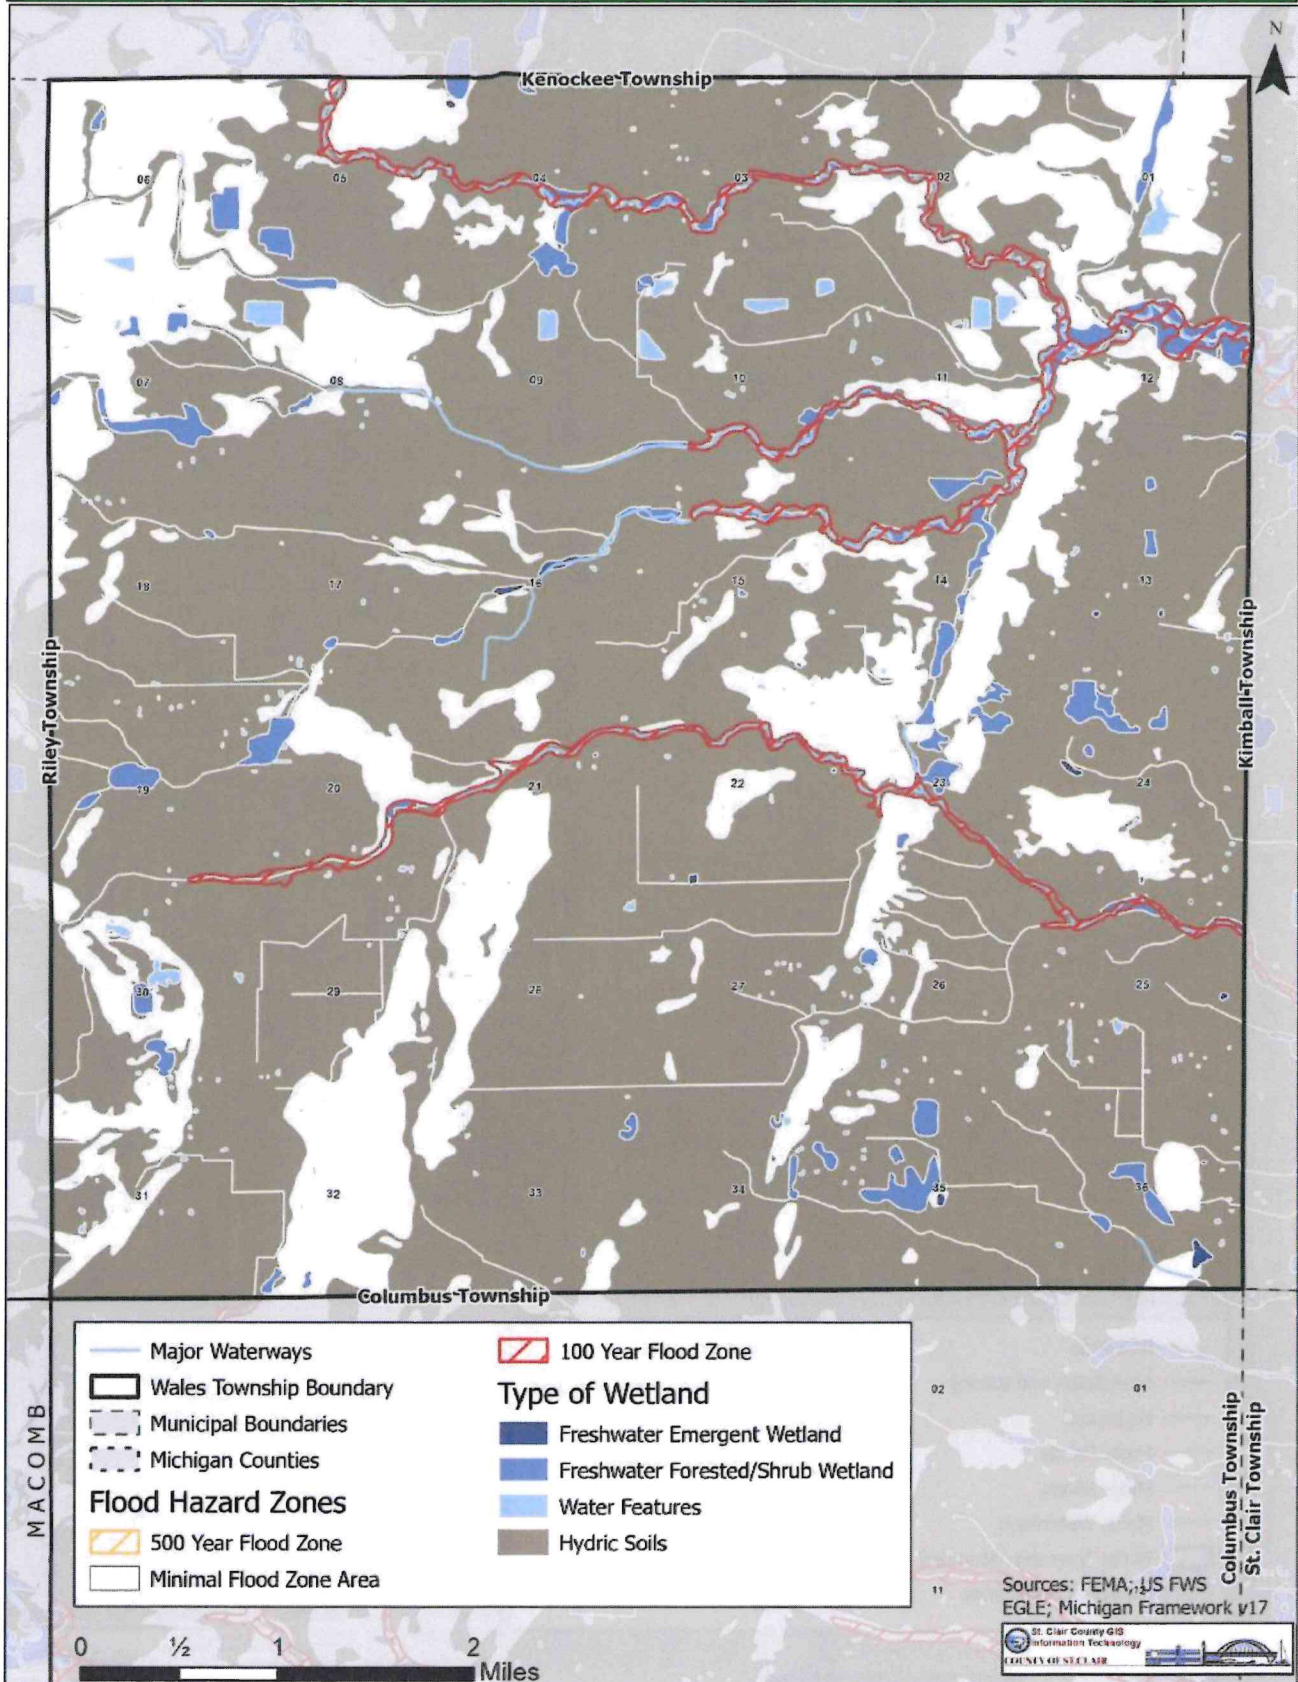 N
Kenockee Township
06
05
04
03
02
01
07
08
09
10
11
12
18
17
16
15
14
13
Riley Township
Kimball Township
19
20
21
22
23
24
30
29
28
27
26
25
31
32
33
34
35
36
Columbus Township
Major Waterways
Wales Township Boundary
Municipal Boundaries
Michigan Counties
Flood Hazard Zones
500 Year Flood Zone
Minimal Flood Zone Area
100 Year Flood Zone
Type of Wetland
Freshwater Emergent Wetland
Freshwater Forested/Shrub Wetland
Water Features
Hydric Soils
MACOMB
02
01
11
12
Columbus Township
St. Clair Township
Sources: FEMA; US FWS
EGLE; Michigan Framework v17
St. Clair County GIS
Information Technology
COUNTY OF ST. CLAIR
0 ½ 1 2
Miles